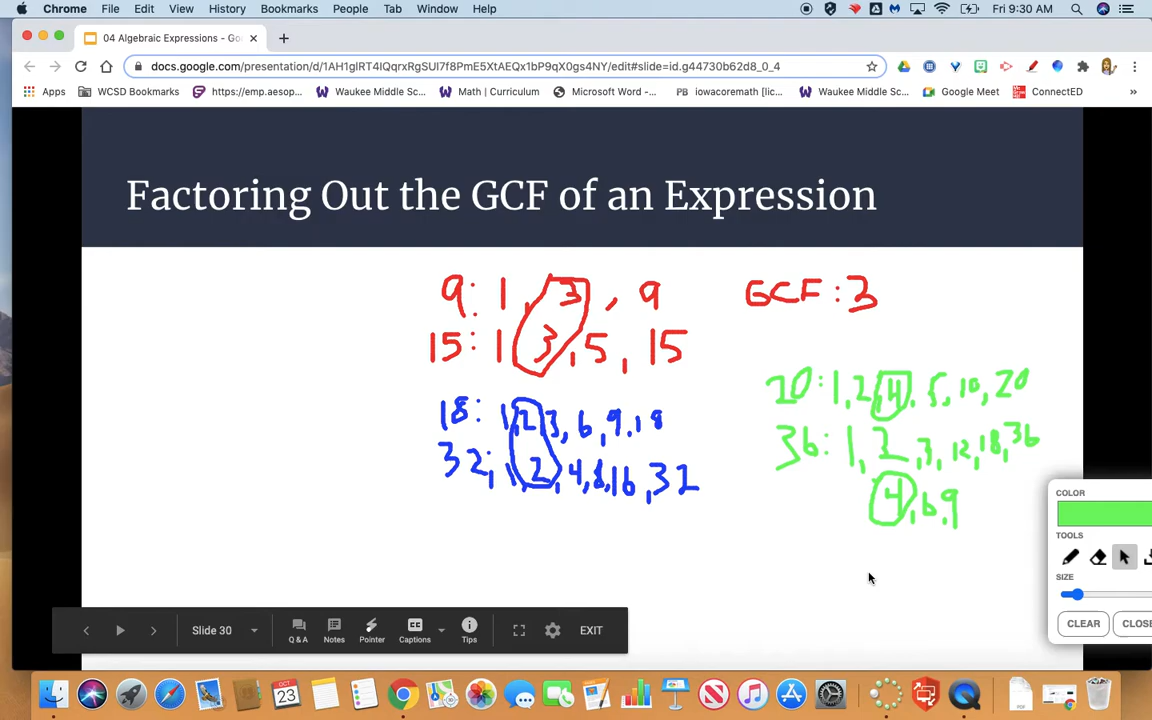 Chrome File Edit View History Bookmarks People Tab Window Help Fri 9:30 AM
04 Algebraic Expressions - Go
docs.google.com/presentation/d/1AH1glRT4IQqrxRgSUI7f8PmE5XtAEQx1bP9qX0gs4NY/edit#slide=id.g44730b62d8_0_4
Apps WCSD Bookmarks https://emp.aesop... Waukee Middle Sc... Math | Curriculum Microsoft Word -... PB iowacoremath [lic... Waukee Middle Sc... Google Meet ConnectED »
Factoring Out the GCF of an Expression
9: 1, 3, 9
GCF: 3
15: 1 3, 5, 15
20: 1, 2, 4, 5, 10, 20
18: 1, 2, 3, 6, 9, 18
36: 1, 2, 3, 12, 18, 36
32: 1, 2, 4, 8, 16, 32
4, 6, 9
COLOR
TOOLS
SIZE
CLEAR CLOSE
Slide 30 Q & A Notes Pointer Captions Tips EXIT
OCT
23